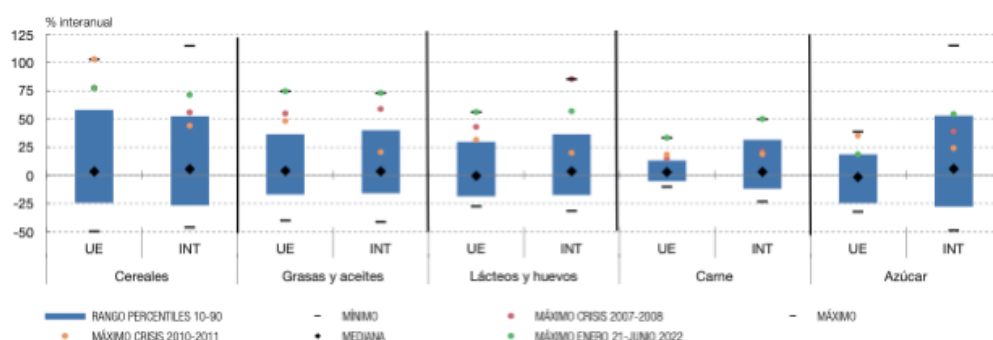 % interanual
125
100
75
50
25
0
-25
-50
UE INT UE INT UE INT UE INT UE INT
Cereales Grasas y aceites Lácteos y huevos Carne Azúcar
RANGO PERCENTILES 10-90 MÍNIMO MÁXIMO CRISIS 2007-2008 MÁXIMO
MÁXIMO CRISIS 2010-2011 MEDIANA MÁXIMO ENERO 21-JUNIO 2022